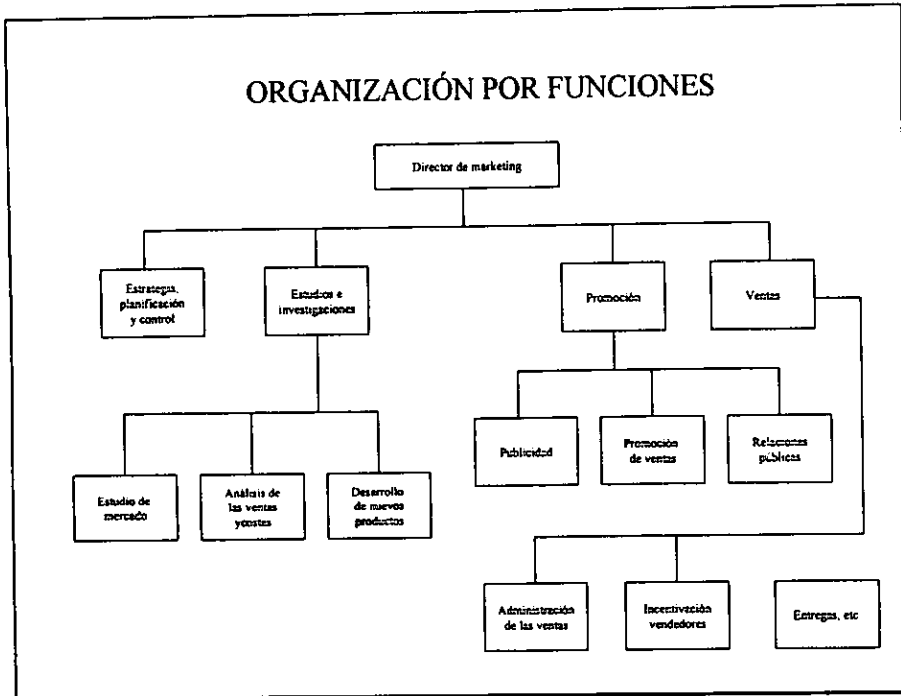 ORGANIZACIÓN POR FUNCIONES
Director de marketing
Estrategia,
planificación
y control
Estudios e
investigaciones
Promoción
Ventas
Publicidad
Promoción
de ventas
Relaciones
públicas
Estudio de
mercado
Análisis de
las ventas
ycostes
Desarrollo
de nuevos
productos
Administración
de las ventas
Incentivación
vendedores
Entregas, etc